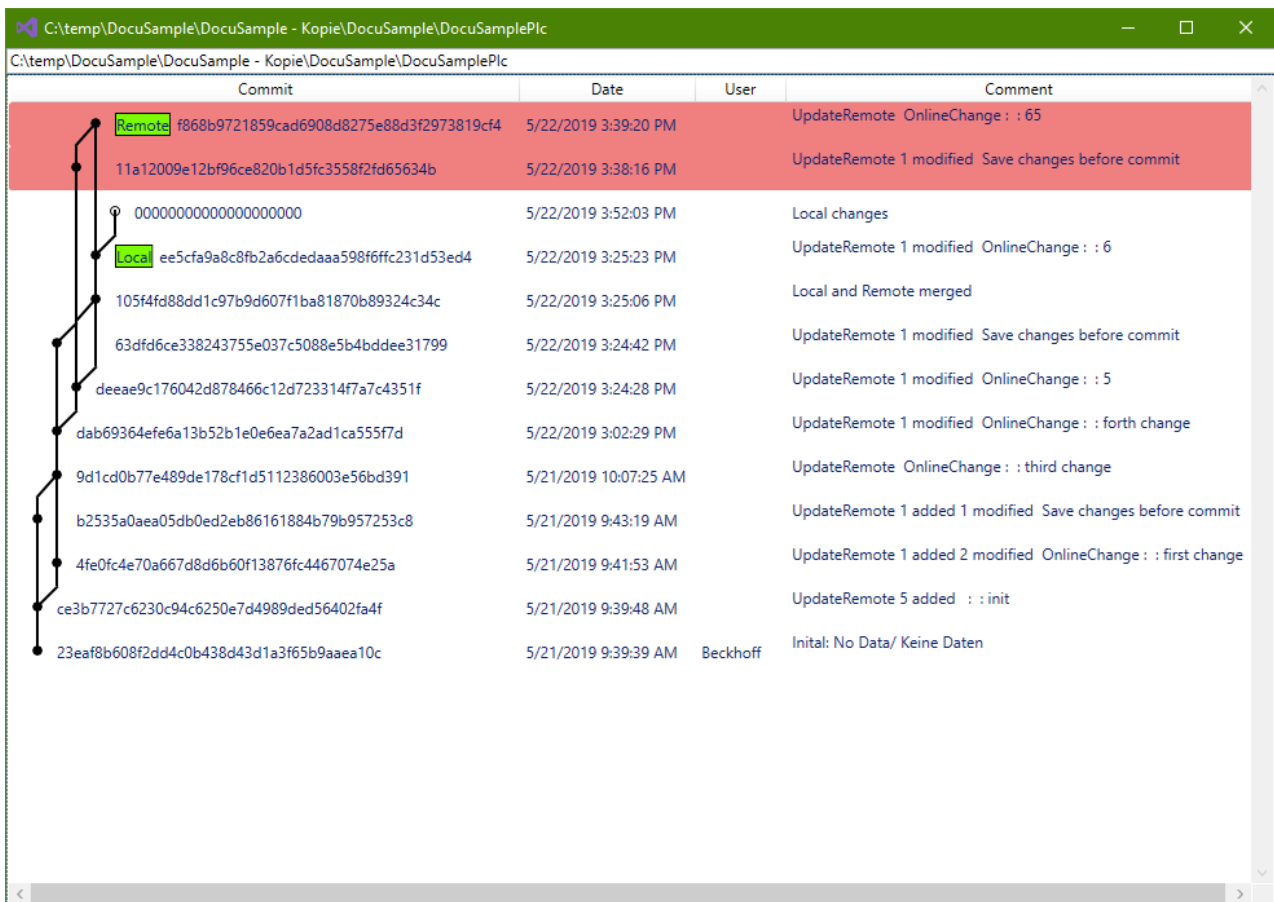 C:\temp\DocuSample\DocuSample - Kopie\DocuSample\DocuSamplePlc
C:\temp\DocuSample\DocuSample - Kopie\DocuSample\DocuSamplePlc
Commit Date User Comment
Remote f868b9721859cad6908d8275e88d3f2973819cf4 5/22/2019 3:39:20 PM UpdateRemote OnlineChange : : 65
11a12009e12bf96ce820b1d5fc3558f2fd65634b 5/22/2019 3:38:16 PM UpdateRemote 1 modified Save changes before commit
00000000000000000000 5/22/2019 3:52:03 PM Local changes
Local ee5cfa9a8c8fb2a6cdedaaa598f6ffc231d53ed4 5/22/2019 3:25:23 PM UpdateRemote 1 modified OnlineChange : : 6
105f4fd88dd1c97b9d607f1ba81870b89324c34c 5/22/2019 3:25:06 PM Local and Remote merged
63dfd6ce338243755e037c5088e5b4bddee31799 5/22/2019 3:24:42 PM UpdateRemote 1 modified Save changes before commit
deeae9c176042d878466c12d723314f7a7c4351f 5/22/2019 3:24:28 PM UpdateRemote 1 modified OnlineChange : : 5
dab69364efe6a13b52b1e0e6ea7a2ad1ca555f7d 5/22/2019 3:02:29 PM UpdateRemote 1 modified OnlineChange : : forth change
9d1cd0b77e489de178cf1d5112386003e56bd391 5/21/2019 10:07:25 AM UpdateRemote OnlineChange : : third change
b2535a0aea05db0ed2eb86161884b79b957253c8 5/21/2019 9:43:19 AM UpdateRemote 1 added 1 modified Save changes before commit
4fe0fc4e70a667d8d6b60f13876fc4467074e25a 5/21/2019 9:41:53 AM UpdateRemote 1 added 2 modified OnlineChange : : first change
ce3b7727c6230c94c6250e7d4989ded56402fa4f 5/21/2019 9:39:48 AM UpdateRemote 5 added : : init
23eaf8b608f2dd4c0b438d43d1a3f65b9aaea10c 5/21/2019 9:39:39 AM Beckhoff Inital: No Data/ Keine Daten